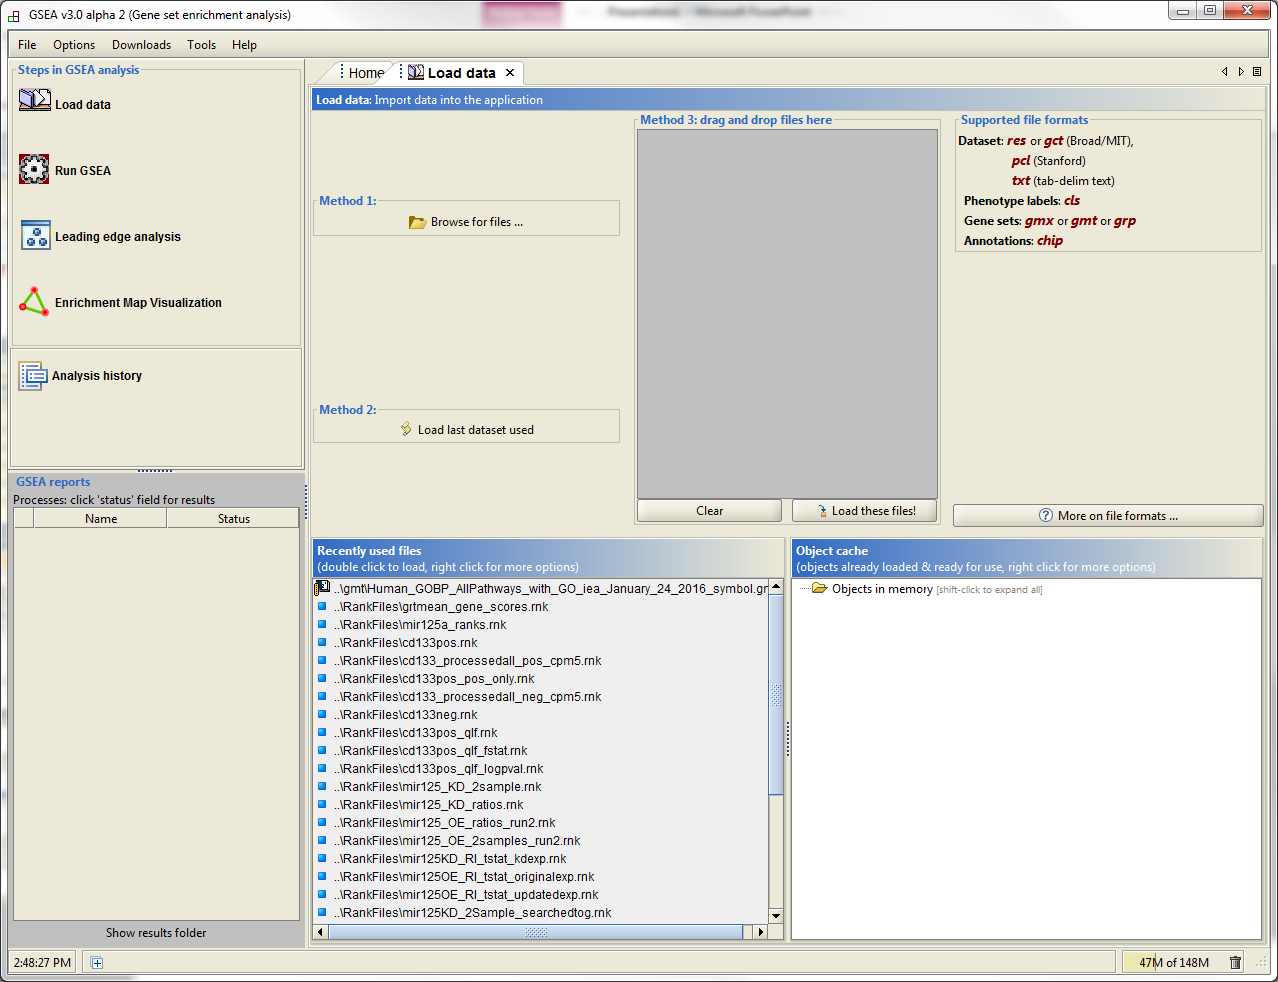 GSEA v3.0 alpha 2 (Gene set enrichment analysis)
File Options Downloads Tools Help
Steps in GSEA analysis
Load data
Run GSEA
Leading edge analysis
Enrichment Map Visualization
Analysis history
GSEA reports
Processes: click 'status' field for results
Name Status
Show results folder
Home Load data
Load data: Import data into the application
Method 1:
Browse for files ...
Method 2:
Load last dataset used
Method 3: drag and drop files here
Clear Load these files!
Supported file formats
Dataset: res or gct (Broad/MIT),
pcl (Stanford)
txt (tab-delim text)
Phenotype labels: cls
Gene sets: gmx or gmt or grp
Annotations: chip
More on file formats ...
Recently used files
(double click to load, right click for more options)
..\gmt\Human_GOBP_AllPathways_with_GO_iea_January_24_2016_symbol.gm
..\RankFiles\grtmean_gene_scores.rnk
..\RankFiles\mir125a_ranks.rnk
..\RankFiles\cd133pos.rnk
..\RankFiles\cd133_processedall_pos_cpm5.rnk
..\RankFiles\cd133pos_pos_only.rnk
..\RankFiles\cd133_processedall_neg_cpm5.rnk
..\RankFiles\cd133neg.rnk
..\RankFiles\cd133pos_qlf.rnk
..\RankFiles\cd133pos_qlf_fstat.rnk
..\RankFiles\cd133pos_qlf_logpval.rnk
..\RankFiles\mir125_KD_2sample.rnk
..\RankFiles\mir125_KD_ratios.rnk
..\RankFiles\mir125_OE_ratios_run2.rnk
..\RankFiles\mir125_OE_2samples_run2.rnk
..\RankFiles\mir125KD_RI_tstat_kdexp.rnk
..\RankFiles\mir125OE_RI_tstat_originalexp.rnk
..\RankFiles\mir125OE_RI_tstat_updatedexp.rnk
..\RankFiles\mir125KD_2Sample_searchedtog.rnk
Object cache
(objects already loaded & ready for use, right click for more options)
Objects in memory [shift-click to expand all]
2:48:27 PM
47M of 148M